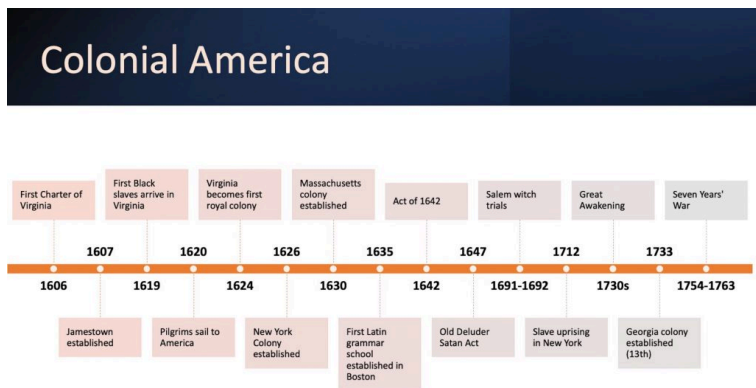 Colonial America
First Charter of
Virginia
First Black
slaves arrive in
Virginia
Virginia
becomes first
royal colony
Massachusetts
colony
established
Act of 1642
Salem witch
trials
Great
Awakening
Seven Years'
War
1607
1620
1626
1635
1647
1712
1733
1606
1619
1624
1630
1642
1691-1692
1730s
1754-1763
Jamestown
established
Pilgrims sail to
America
New York
Colony
established
First Latin
grammar
school
established in
Boston
Old Deluder
Satan Act
Slave uprising
in New York
Georgia colony
established
(13th)